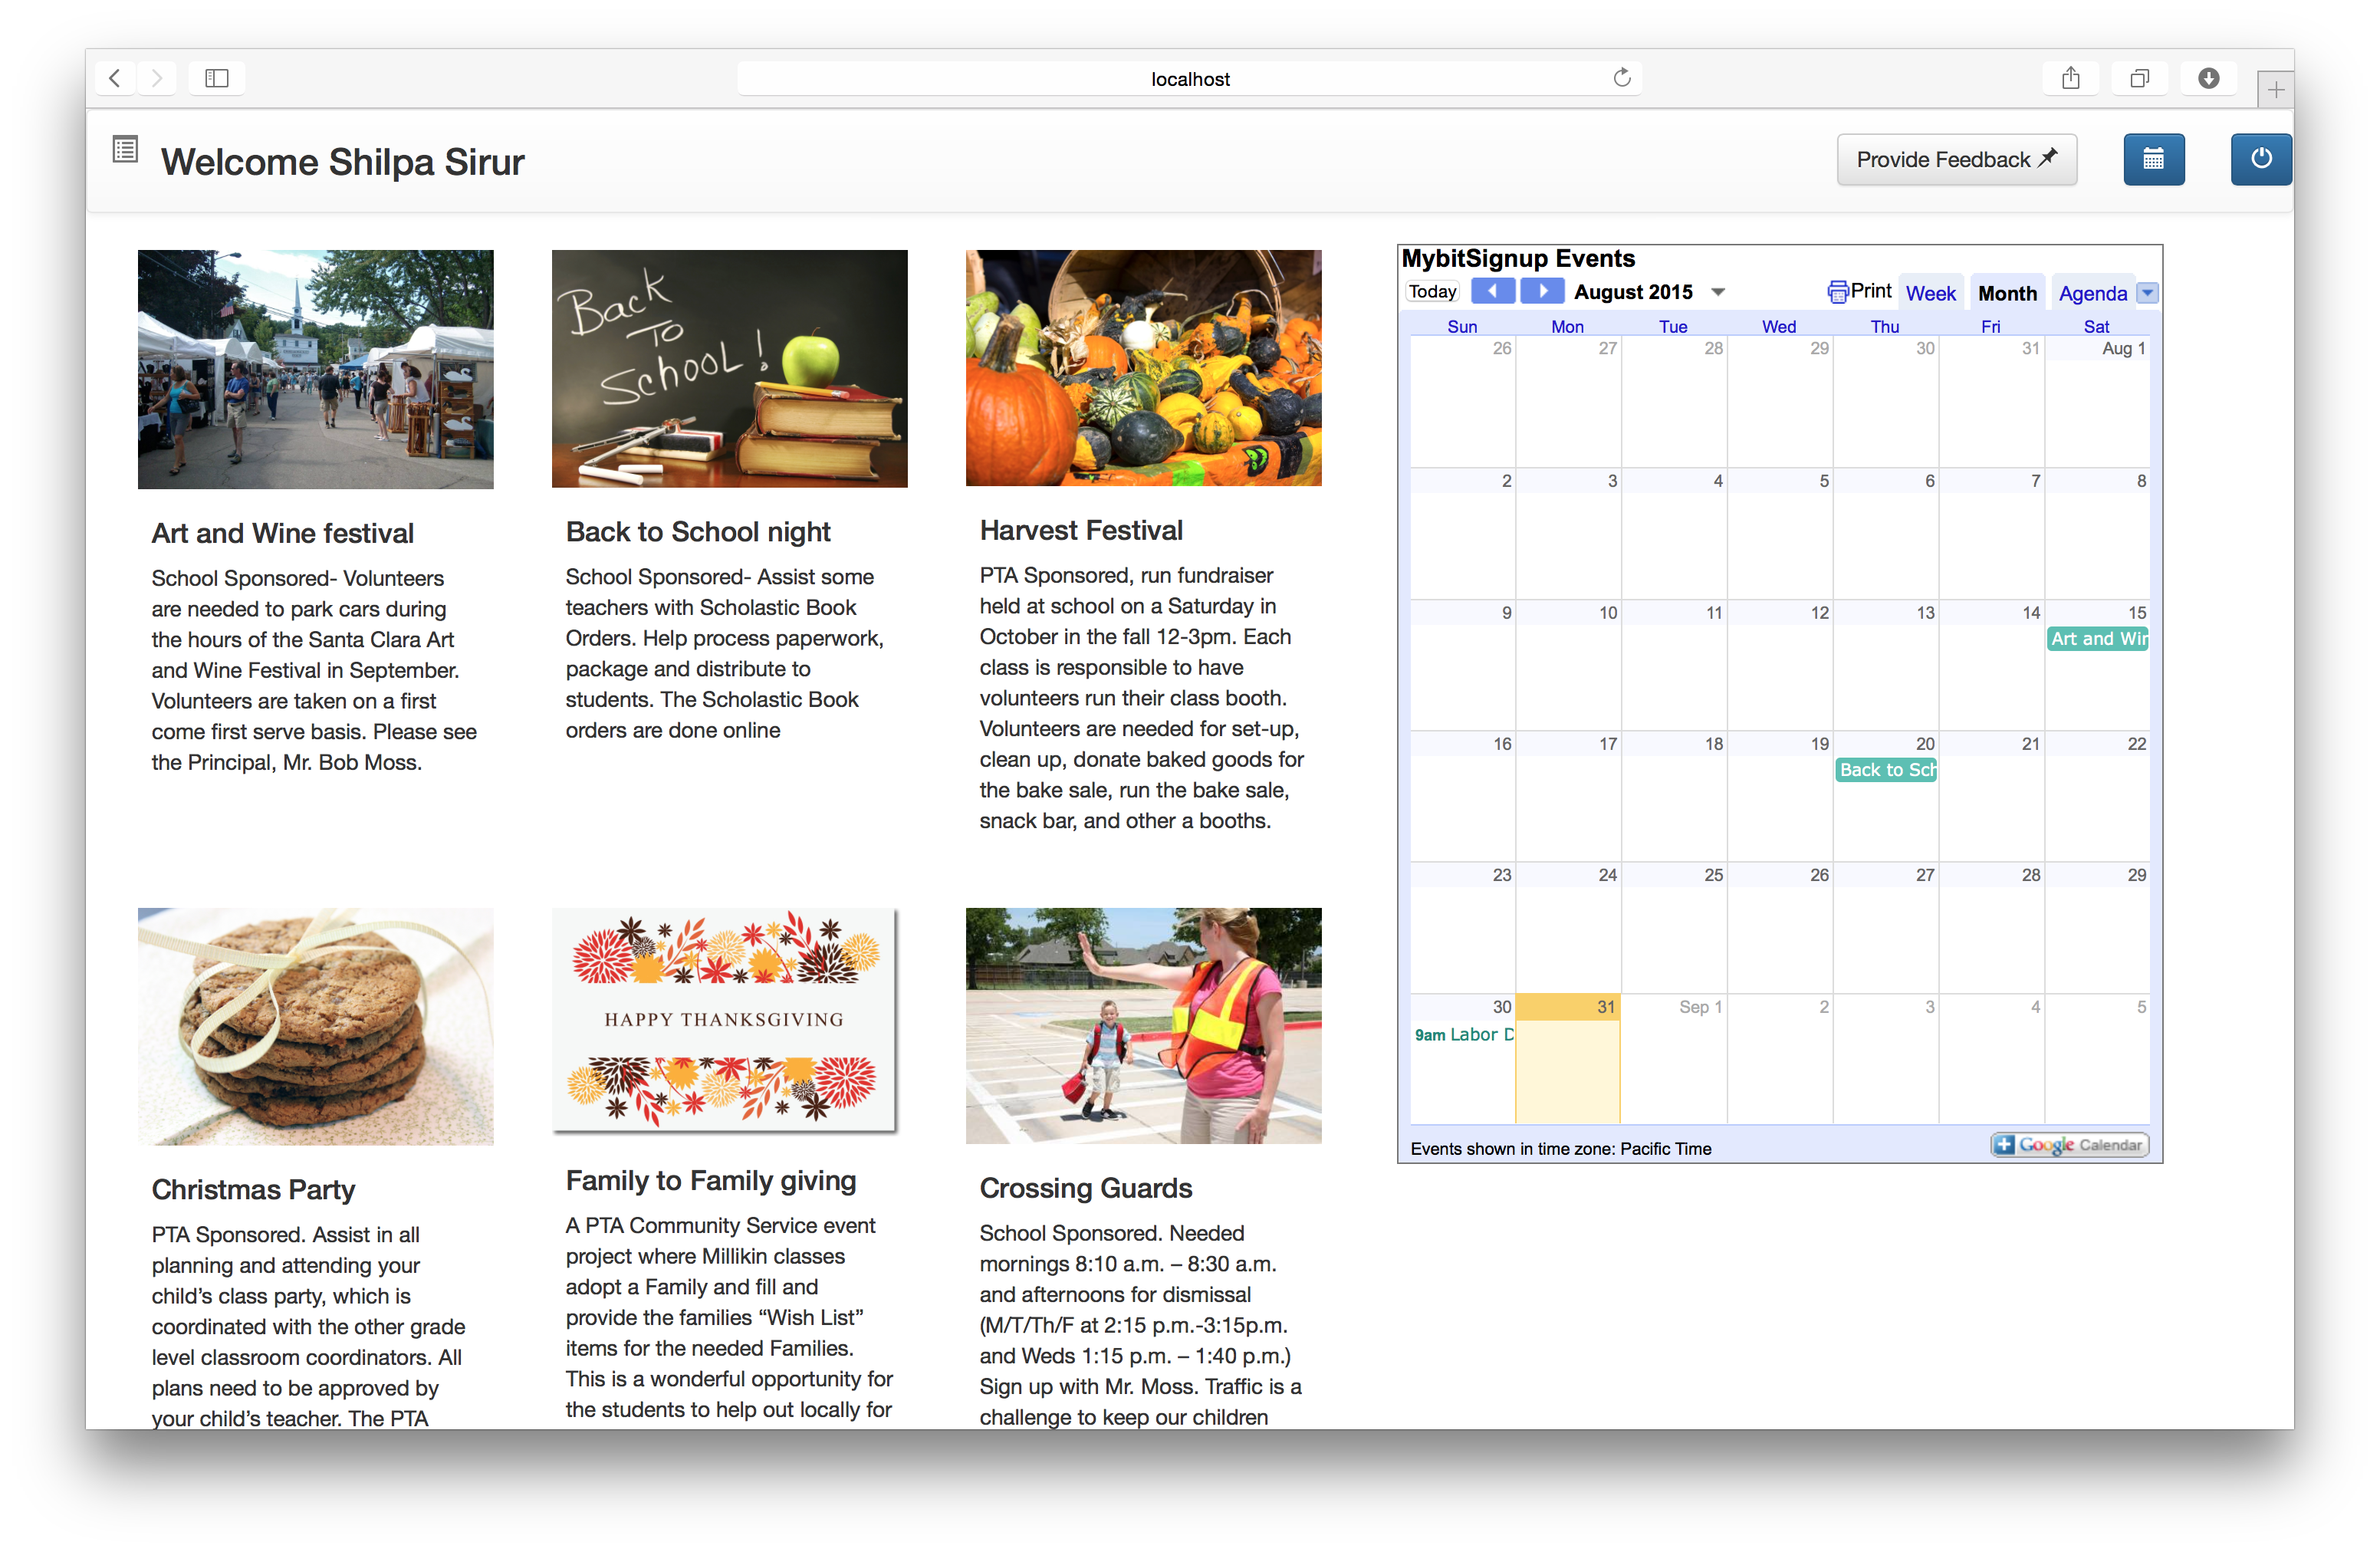 localhost
Welcome Shilpa Sirur
Provide Feedback
Back
To
School!
Art and Wine festival
School Sponsored- Volunteers
are needed to park cars during
the hours of the Santa Clara Art
and Wine Festival in September.
Volunteers are taken on a first
come first serve basis. Please see
the Principal, Mr. Bob Moss.
Back to School night
School Sponsored- Assist some
teachers with Scholastic Book
Orders. Help process paperwork,
package and distribute to
students. The Scholastic Book
orders are done online
Harvest Festival
PTA Sponsored, run fundraiser
held at school on a Saturday in
October in the fall 12-3pm. Each
class is responsible to have
volunteers run their class booth.
Volunteers are needed for set-up,
clean up, donate baked goods for
the bake sale, run the bake sale,
snack bar, and other a booths.
HAPPY THANKSGIVING
Christmas Party
PTA Sponsored. Assist in all
planning and attending your
child’s class party, which is
coordinated with the other grade
level classroom coordinators. All
plans need to be approved by
your child’s teacher. The PTA
Family to Family giving
A PTA Community Service event
project where Millikin classes
adopt a Family and fill and
provide the families “Wish List”
items for the needed Families.
This is a wonderful opportunity for
the students to help out locally for
Crossing Guards
School Sponsored. Needed
mornings 8:10 a.m. – 8:30 a.m.
and afternoons for dismissal
(M/T/Th/F at 2:15 p.m.-3:15p.m.
and Weds 1:15 p.m. – 1:40 p.m.)
Sign up with Mr. Moss. Traffic is a
challenge to keep our children
MybitSignup Events
Today August 2015 Print Week Month Agenda
Sun Mon Tue Wed Thu Fri Sat
26 27 28 29 30 31 Aug 1
2 3 4 5 6 7 8
9 10 11 12 13 14 15
Art and Win
16 17 18 19 20 21 22
Back to Sch
23 24 25 26 27 28 29
30 31 Sep 1 2 3 4 5
9am Labor D
Events shown in time zone: Pacific Time
Google Calendar